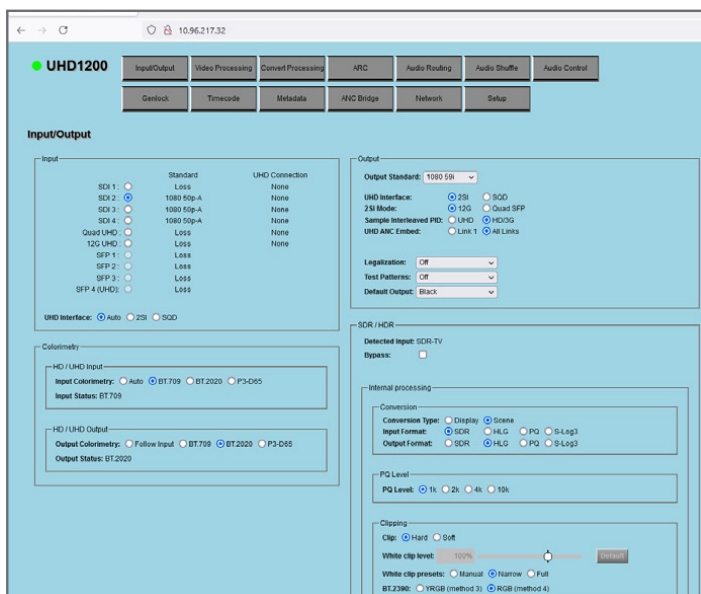 10.96.217.32
UHD1200
Input/Output Video Processing Convert Processing ARC Audio Routing Audio Shuffle Audio Control
Genlock Timecode Metadata ANC Bridge Network Setup
Input/Output
Input
Standard UHD Connection
SDI 1: Loss None
SDI 2: 1080 50p-A None
SDI 3: 1080 50p-A None
SDI 4: 1080 50p-A None
Quad UHD: Loss None
12G UHD: Loss None
SFP 1: Loss
SFP 2: Loss
SFP 3: Loss
SFP 4 (UHD): Loss
UHD Interface: Auto 2SI SQD
Colorimetry
HD / UHD Input
Input Colorimetry: Auto BT.709 BT.2020 P3-D65
Input Status: BT.709
HD / UHD Output
Output Colorimetry: Follow Input BT.709 BT.2020 P3-D65
Output Status: BT.2020
Output
Output Standard: 1080 59i
UHD Interface: 2SI SQD
2SI Mode: 12G Quad SFP
Sample Interleaved PID: UHD HD/3G
UHD ANC Embed: Link 1 All Links
Legalization: Off
Test Patterns: Off
Default Output: Black
SDR / HDR
Detected Input: SDR-TV
Bypass:
Internal processing
Conversion
Conversion Type: Display Scene
Input Format: SDR HLG PQ S-Log3
Output Format: SDR HLG PQ S-Log3
PQ Level
PQ Level: 1k 2k 4k 10k
Clipping
Clip: Hard Soft
White clip level: 100% Default
White clip presets: Manual Narrow Full
BT.2390: YRGB (method 3) RGB (method 4)